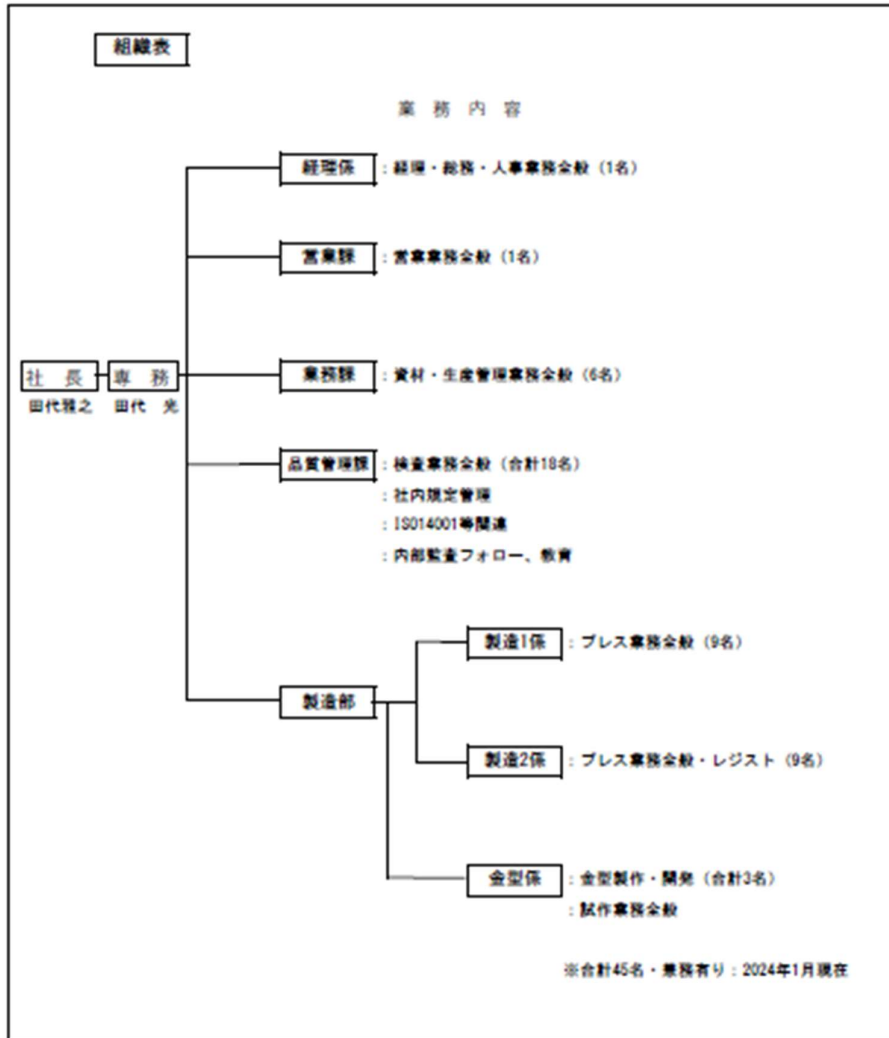 組織表
業 務 内 容
経理係 : 経理・総務・人事業務全般 (1名)
営業課 : 営業業務全般 (1名)
社 長 専 務 業務課 : 資材・生産管理業務全般 (6名)
田代雅之 田代 光
品質管理課 : 検査業務全般 (合計18名)
: 社内規定管理
: ISO14001等関連
: 内部監査フォロー、教育
製造1係 : プレス業務全般 (9名)
製造部
製造2係 : プレス業務全般・レジスト (9名)
金型係 : 金型製作・開発 (合計3名)
: 試作業務全般
※合計45名・兼務有り : 2024年1月現在